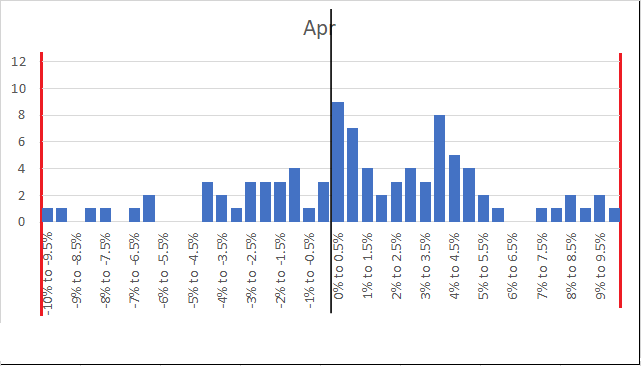 Apr
12
10
8
6
4
2
0
-10% to -9.5%
-9% to -8.5%
-8% to -7.5%
-7% to -6.5%
-6% to -5.5%
-5% to -4.5%
-4% to -3.5%
-3% to -2.5%
-2% to -1.5%
-1% to -0.5%
0% to 0.5%
1% to 1.5%
2% to 2.5%
3% to 3.5%
4% to 4.5%
5% to 5.5%
6% to 6.5%
7% to 7.5%
8% to 8.5%
9% to 9.5%